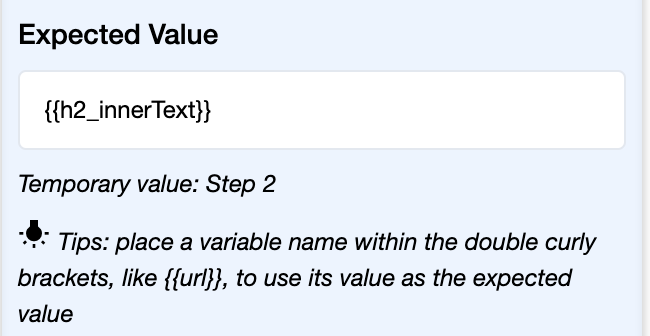 Expected Value
{{h2_innerText}}
Temporary value: Step 2
Tips: place a variable name within the double curly
brackets, like {{url}}, to use its value as the expected
value